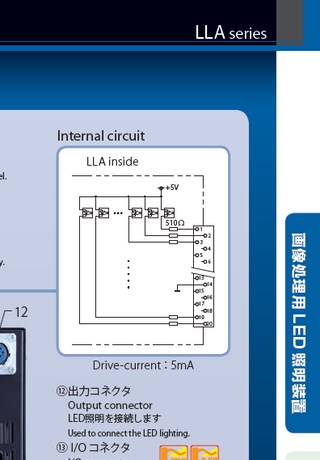 LLA series
el.
y.
12
Internal circuit
LLA inside
+5V
510Ω
1
2
3
4
5
6
13
14
15
16
17
18
19
20
Drive-current：5mA
⑫出力コネクタ
Output connector
LED照明を接続します
Used to connect the LED lighting.
⑬ I/O コネクタ
画像処理用 LED 照明装置